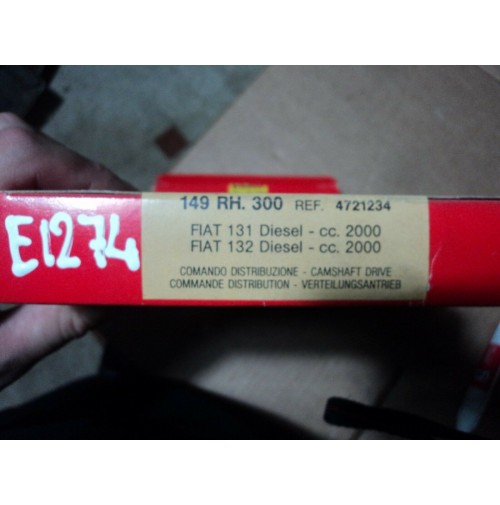 E1274
149 RH. 300 REF. 4721234
FIAT 131 Diesel - cc. 2000
FIAT 132 Diesel - cc. 2000
COMANDO DISTRIBUZIONE - CAMSHAFT DRIVE
COMMANDE DISTRIBUTION - VERTEILUNGSANTRIEB